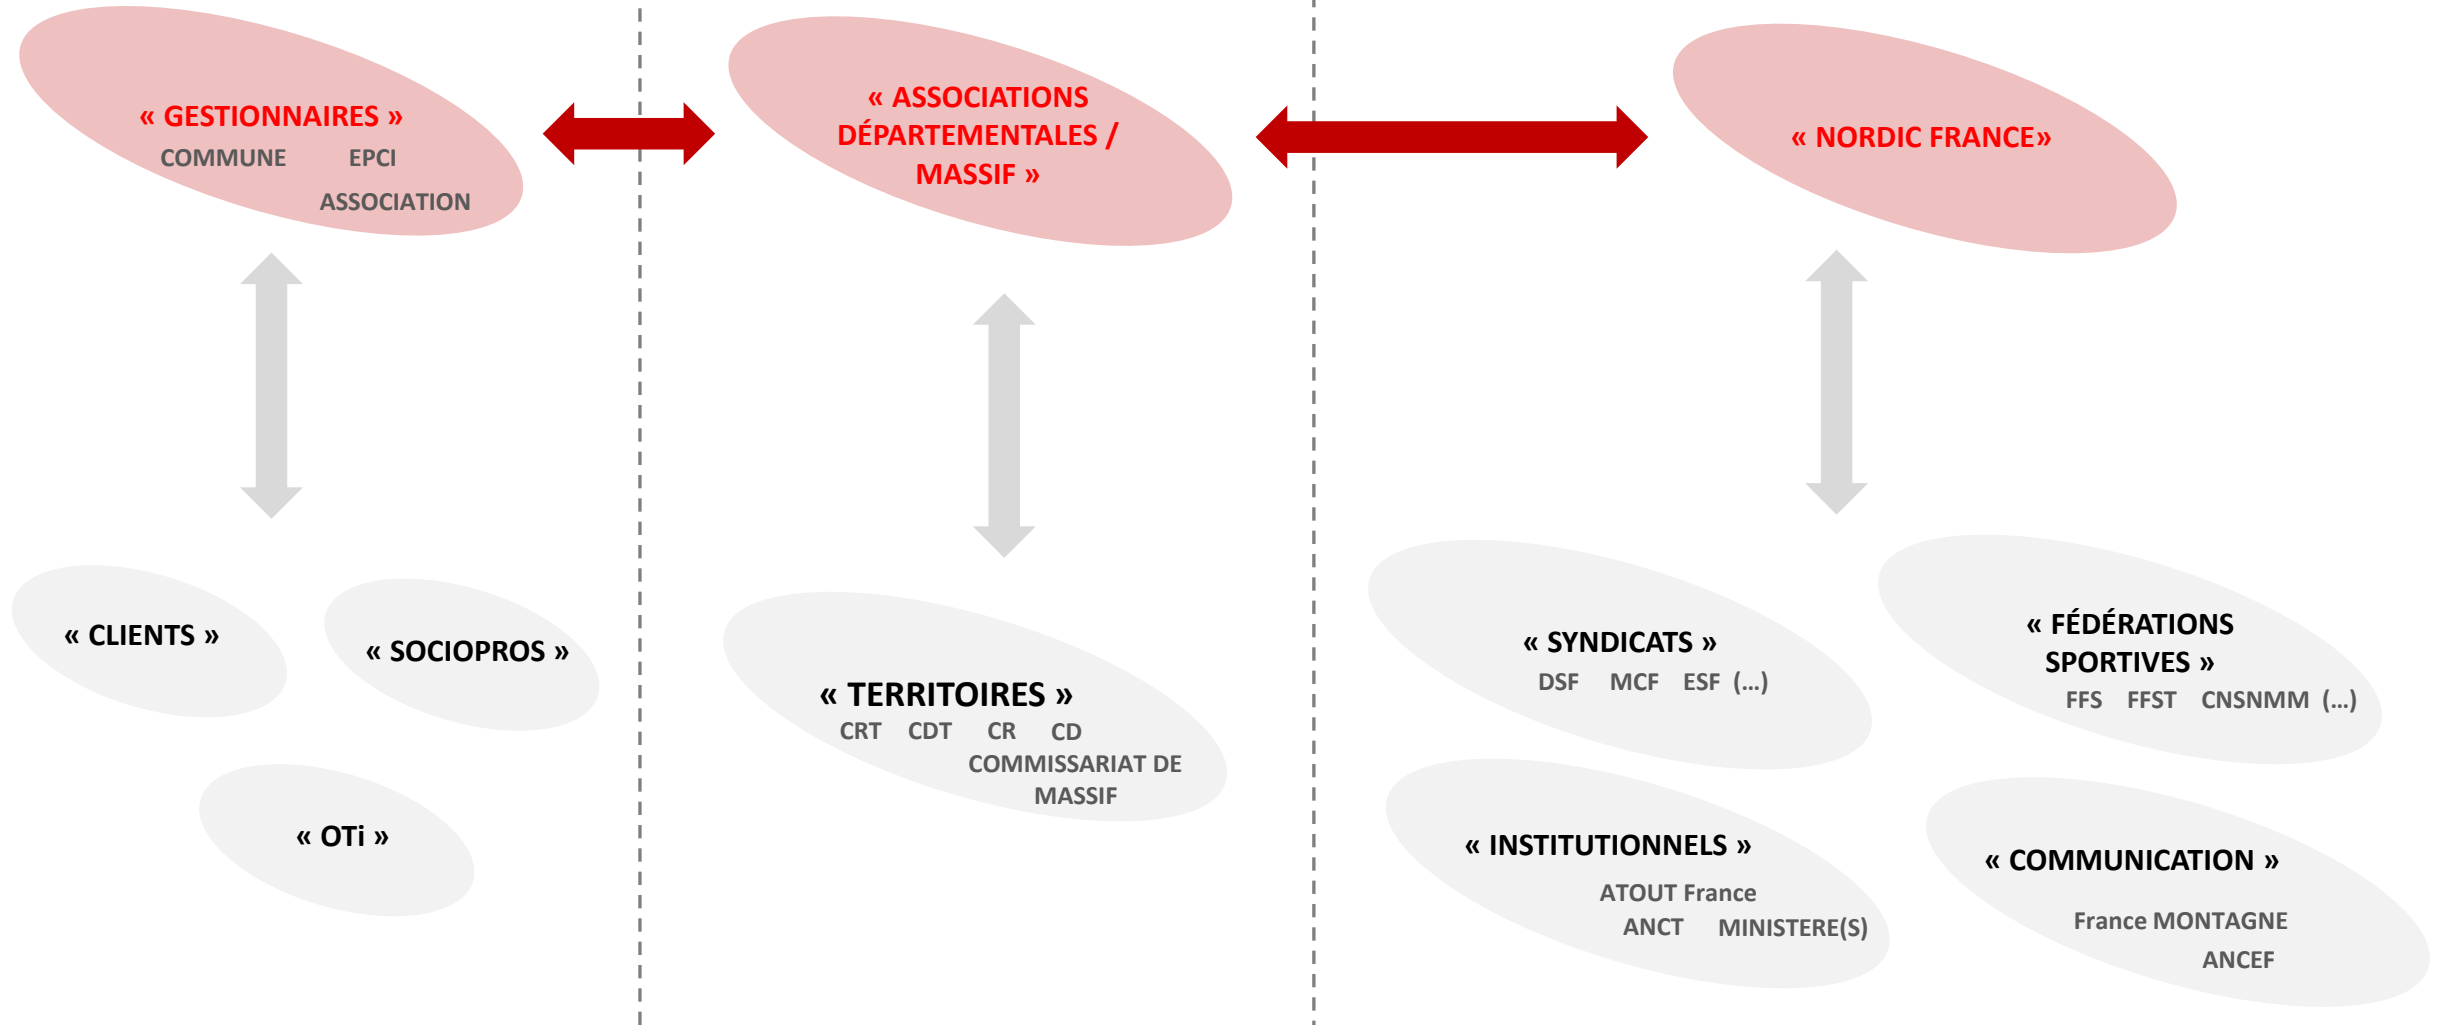 « GESTIONNAIRES »
COMMUNE EPCI
ASSOCIATION
« ASSOCIATIONS
DÉPARTEMENTALES /
MASSIF »
« NORDIC FRANCE»
« CLIENTS »
« SOCIOPROS »
« OTi »
« TERRITOIRES »
CRT CDT CR CD
COMMISSARIAT DE
MASSIF
« SYNDICATS »
DSF MCF ESF (...)
« FÉDÉRATIONS
SPORTIVES »
FFS FFST CNSNMM (...)
« INSTITUTIONNELS »
ATOUT France
ANCT MINISTERE(S)
« COMMUNICATION »
France MONTAGNE
ANCEF